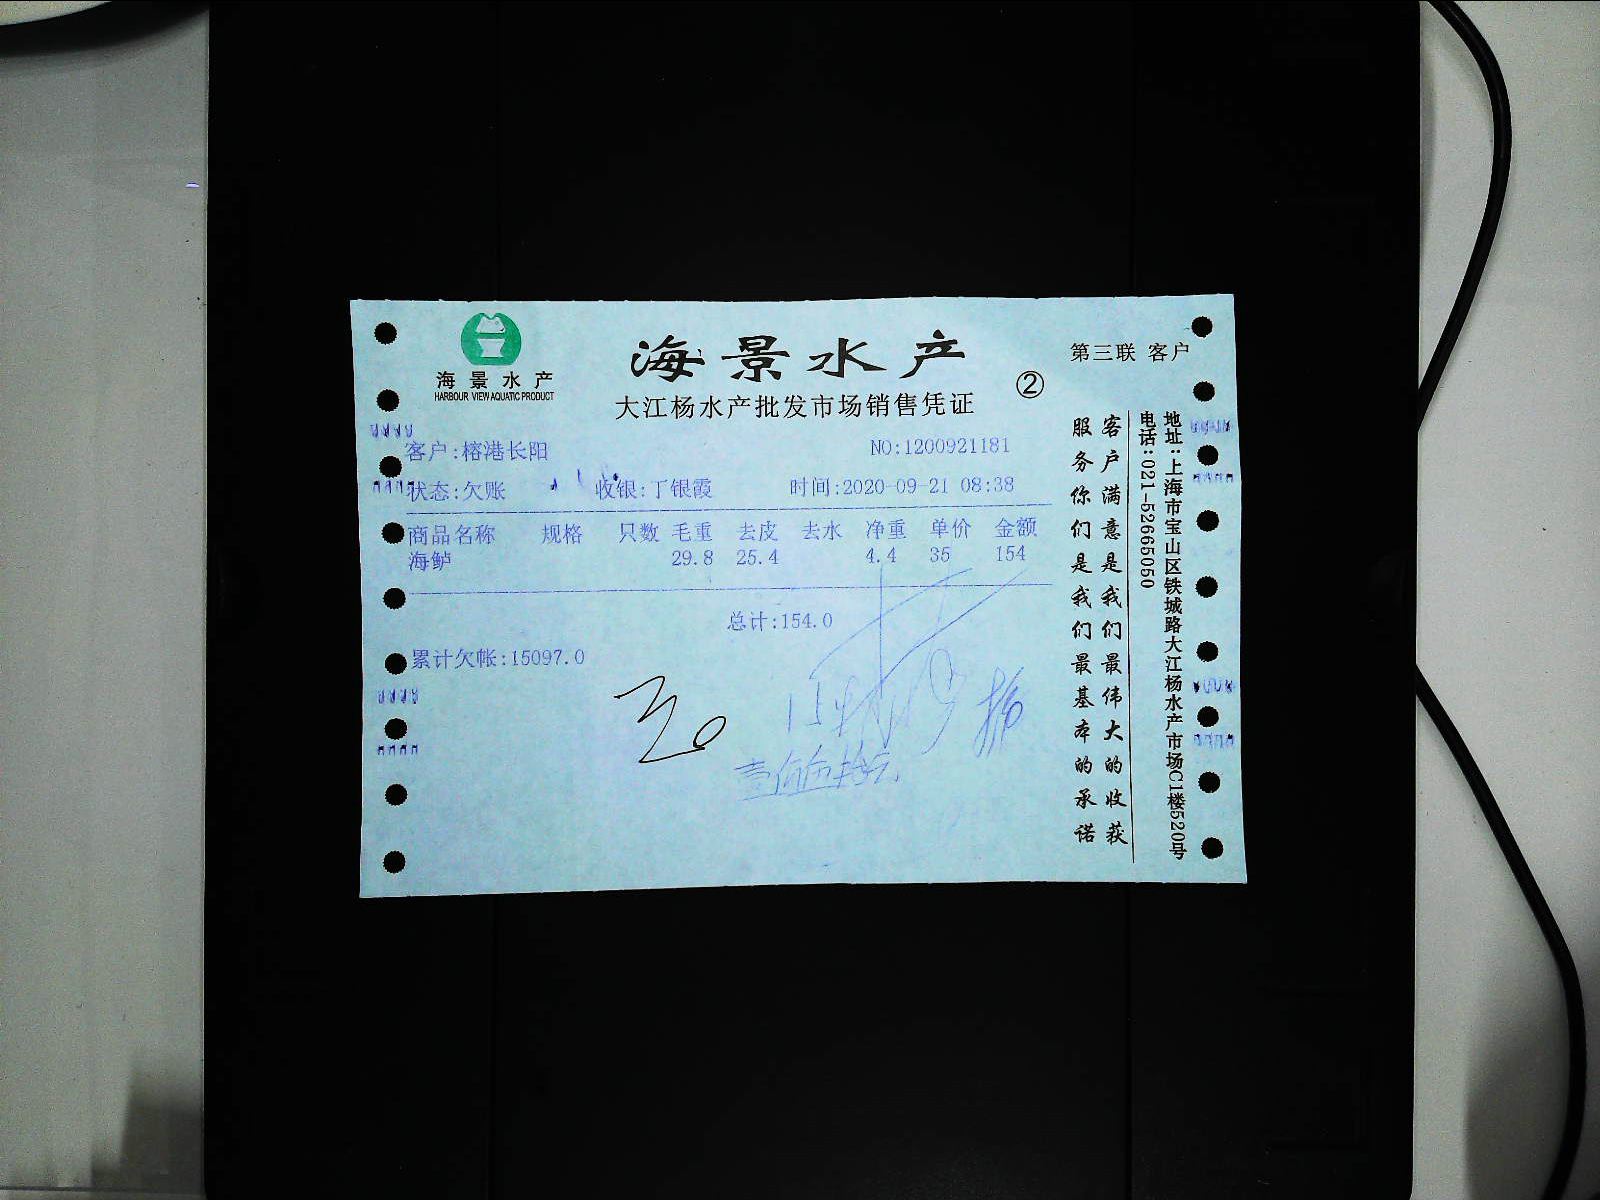 海景水产
HARBOUR VIEW AQUATIC PRODUCT
海景水产
大江杨水产批发市场销售凭证
②
第三联 客户
客户:榕港长阳
NO:1200921181
状态:欠账 收银:丁银霞 时间:2020-09-21 08:38
商品名称 规格 只数 毛重 去皮 去水 净重 单价 金额
海鲈 29.8 25.4 4.4 35 154
总计:154.0
累计欠帐:15097.0
客户满意是我们最伟大的收获
服务你们是我们最基本的承诺
地址:上海市宝山区铁城路大江杨水产市场C1楼520号
电话:021-52665050